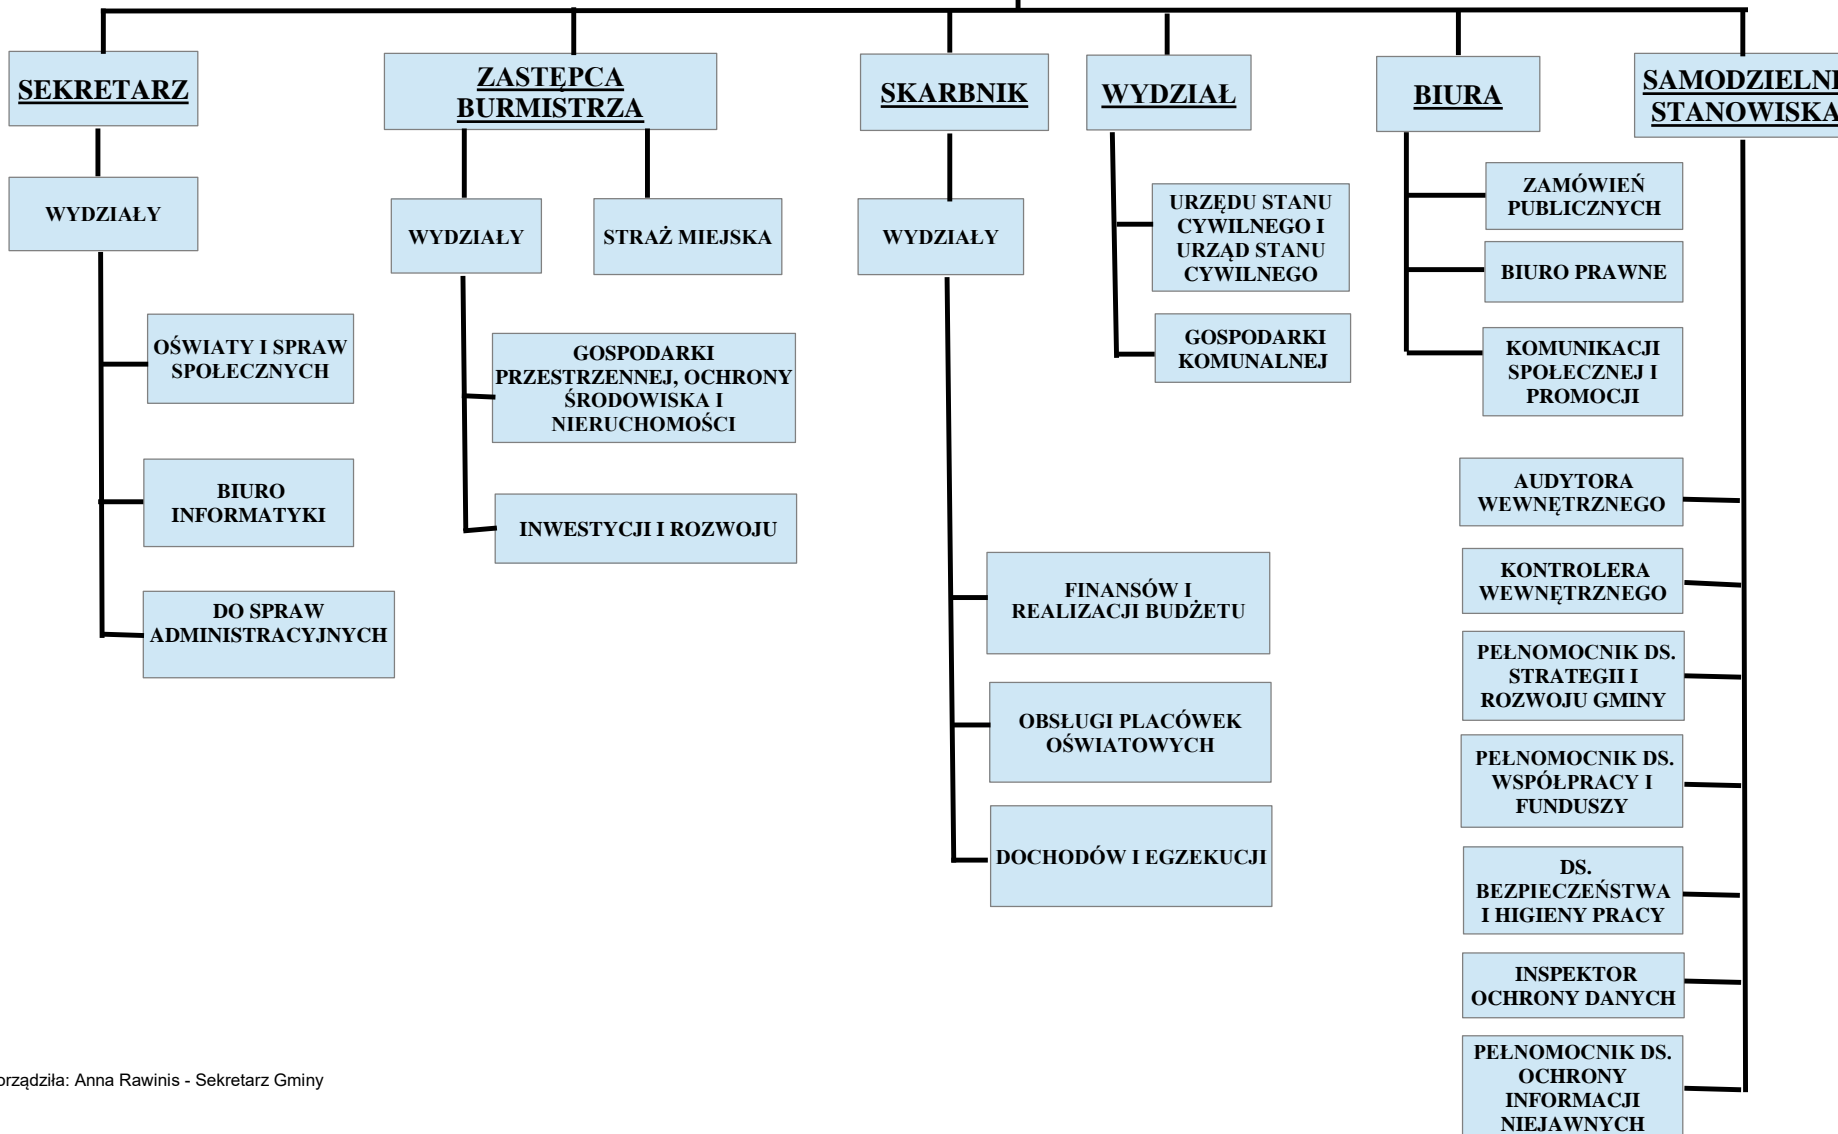 SEKRETARZ
ZASTĘPCA
BURMISTRZA
SKARBNIK
WYDZIAŁ
BIURA
SAMODZIELNE
STANOWISKA
WYDZIAŁY
WYDZIAŁY
STRAŻ MIEJSKA
WYDZIAŁY
URZĘDU STANU
CYWILNEGO I
URZĄD STANU
CYWILNEGO
GOSPODARKI
KOMUNALNEJ
ZAMÓWIEŃ
PUBLICZNYCH
BIURO PRAWNE
KOMUNIKACJI
SPOŁECZNEJ I
PROMOCJI
OŚWIATY I SPRAW
SPOŁECZNYCH
BIURO
INFORMATYKI
DO SPRAW
ADMINISTRACYJNYCH
GOSPODARKI
PRZESTRZENNEJ, OCHRONY
ŚRODOWISKA I
NIERUCHOMOŚCI
INWESTYCJI I ROZWOJU
FINANSÓW I
REALIZACJI BUDŻETU
OBSŁUGI PLACÓWEK
OŚWIATOWYCH
DOCHODÓW I EGZEKUCJI
AUDYTORA
WEWNĘTRZNEGO
KONTROLERA
WEWNĘTRZNEGO
PEŁNOMOCNIK DS.
STRATEGII I
ROZWOJU GMINY
PEŁNOMOCNIK DS.
WSPÓŁPRACY I
FUNDUSZY
DS.
BEZPIECZEŃSTWA
I HIGIENY PRACY
INSPEKTOR
OCHRONY DANYCH
PEŁNOMOCNIK DS.
OCHRONY
INFORMACJI
NIEJAWNYCH
orządziła: Anna Rawinis - Sekretarz Gminy